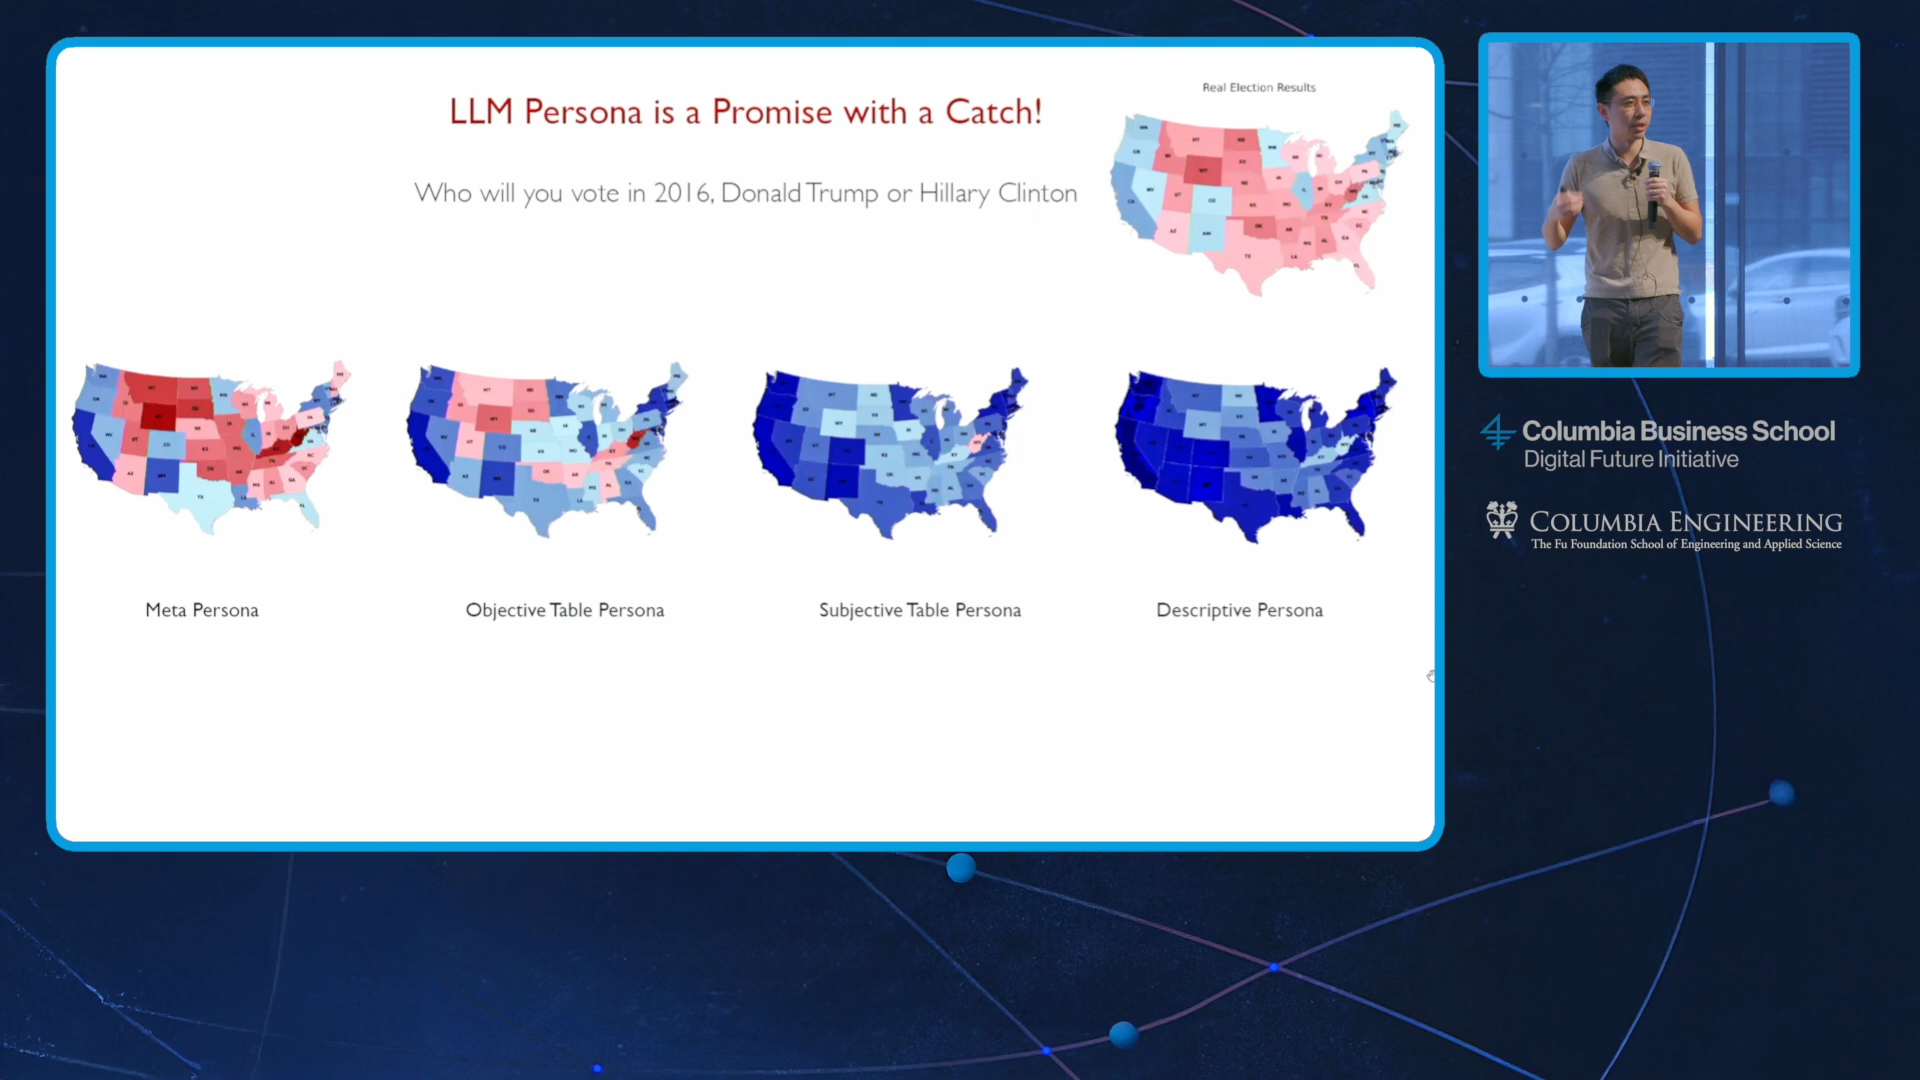 LLM Persona is a Promise with a Catch!
Who will you vote in 2016, Donald Trump or Hillary Clinton
Real Election Results
Meta Persona
Objective Table Persona
Subjective Table Persona
Descriptive Persona
Columbia Business School
Digital Future Initiative
COLUMBIA ENGINEERING
The Fu Foundation School of Engineering and Applied Science